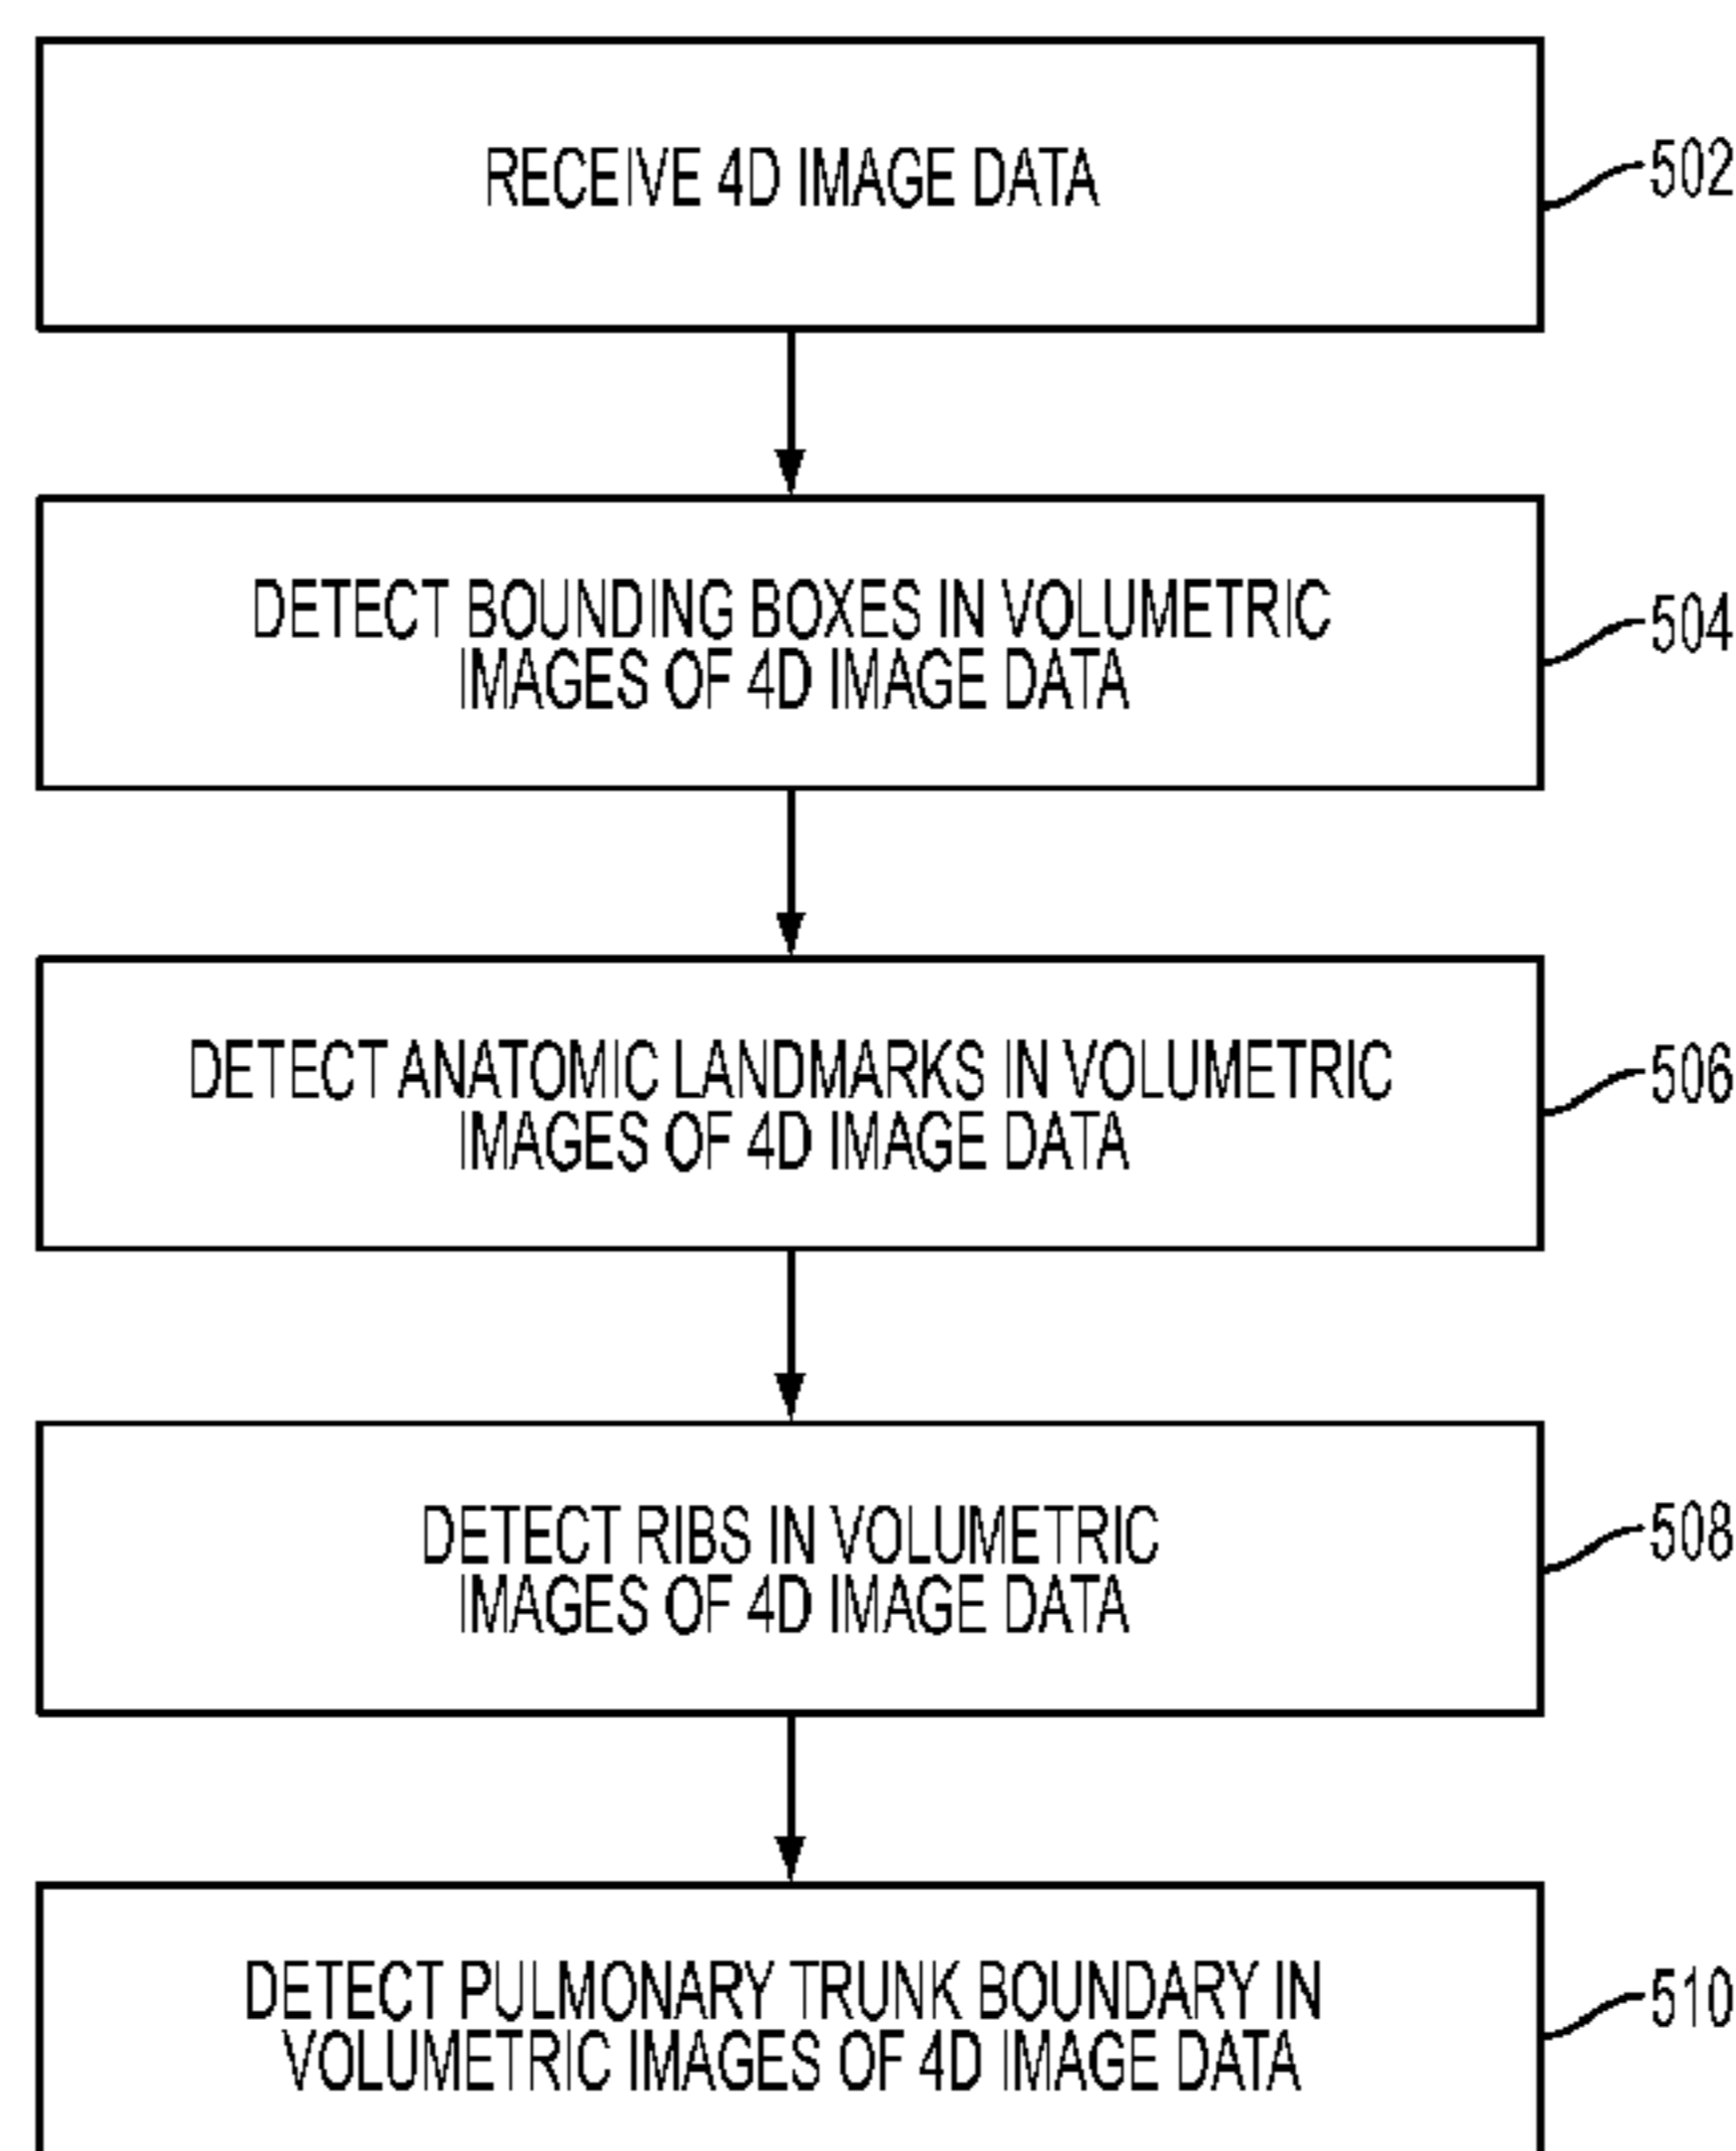 RECEIVE 4D IMAGE DATA
502
DETECT BOUNDING BOXES IN VOLUMETRIC
IMAGES OF 4D IMAGE DATA
504
DETECT ANATOMIC LANDMARKS IN VOLUMETRIC
IMAGES OF 4D IMAGE DATA
506
DETECT RIBS IN VOLUMETRIC
IMAGES OF 4D IMAGE DATA
508
DETECT PULMONARY TRUNK BOUNDARY IN
VOLUMETRIC IMAGES OF 4D IMAGE DATA
510